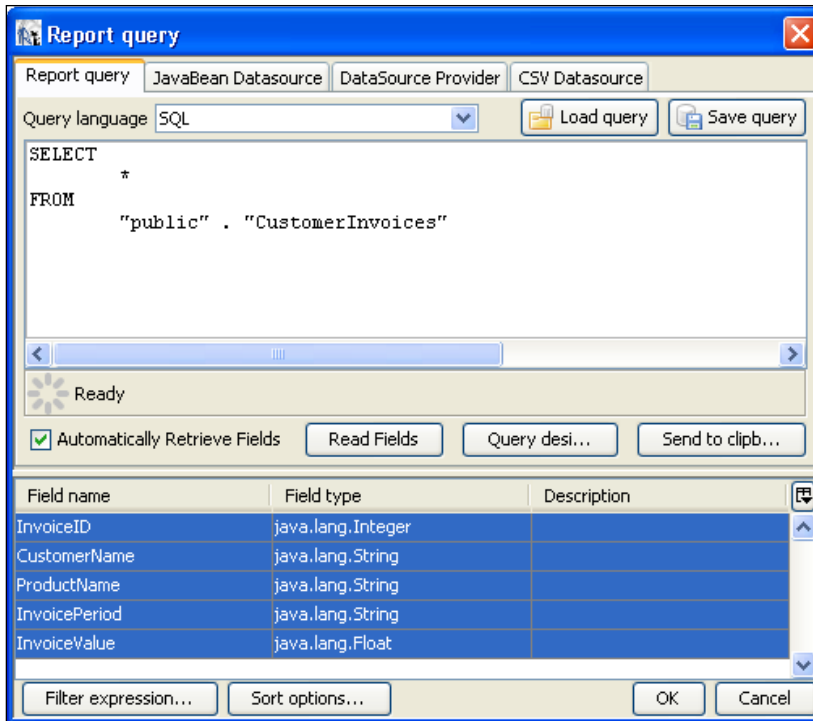 Report query
Report query JavaBean Datasource DataSource Provider CSV Datasource
Query language SQL Load query Save query
SELECT
*
FROM
"public" . "CustomerInvoices"
Ready
Automatically Retrieve Fields Read Fields Query desi... Send to clipb...
Field name Field type Description
InvoiceID java.lang.Integer
CustomerName java.lang.String
ProductName java.lang.String
InvoicePeriod java.lang.String
InvoiceValue java.lang.Float
Filter expression... Sort options... OK Cancel